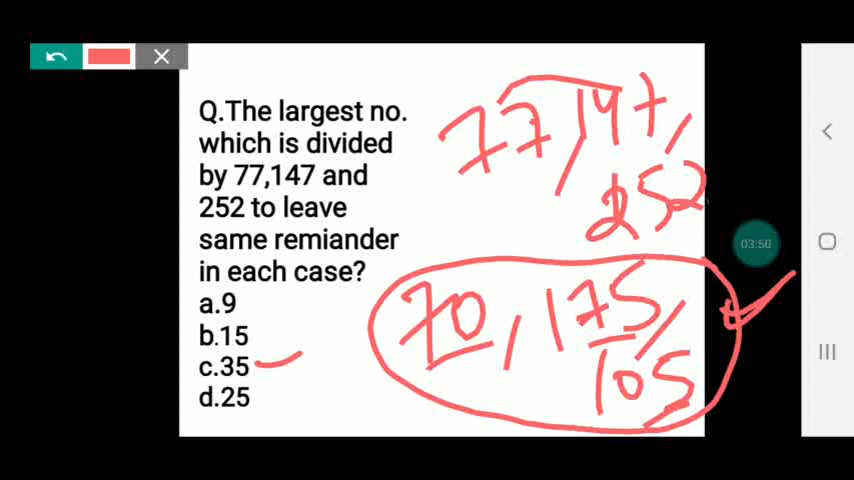 Q.The largest no.
which is divided
by 77,147 and
252 to leave
same remiander
in each case?
a.9
b.15
c.35
d.25
77,147,
252
70,175,
105
03:50